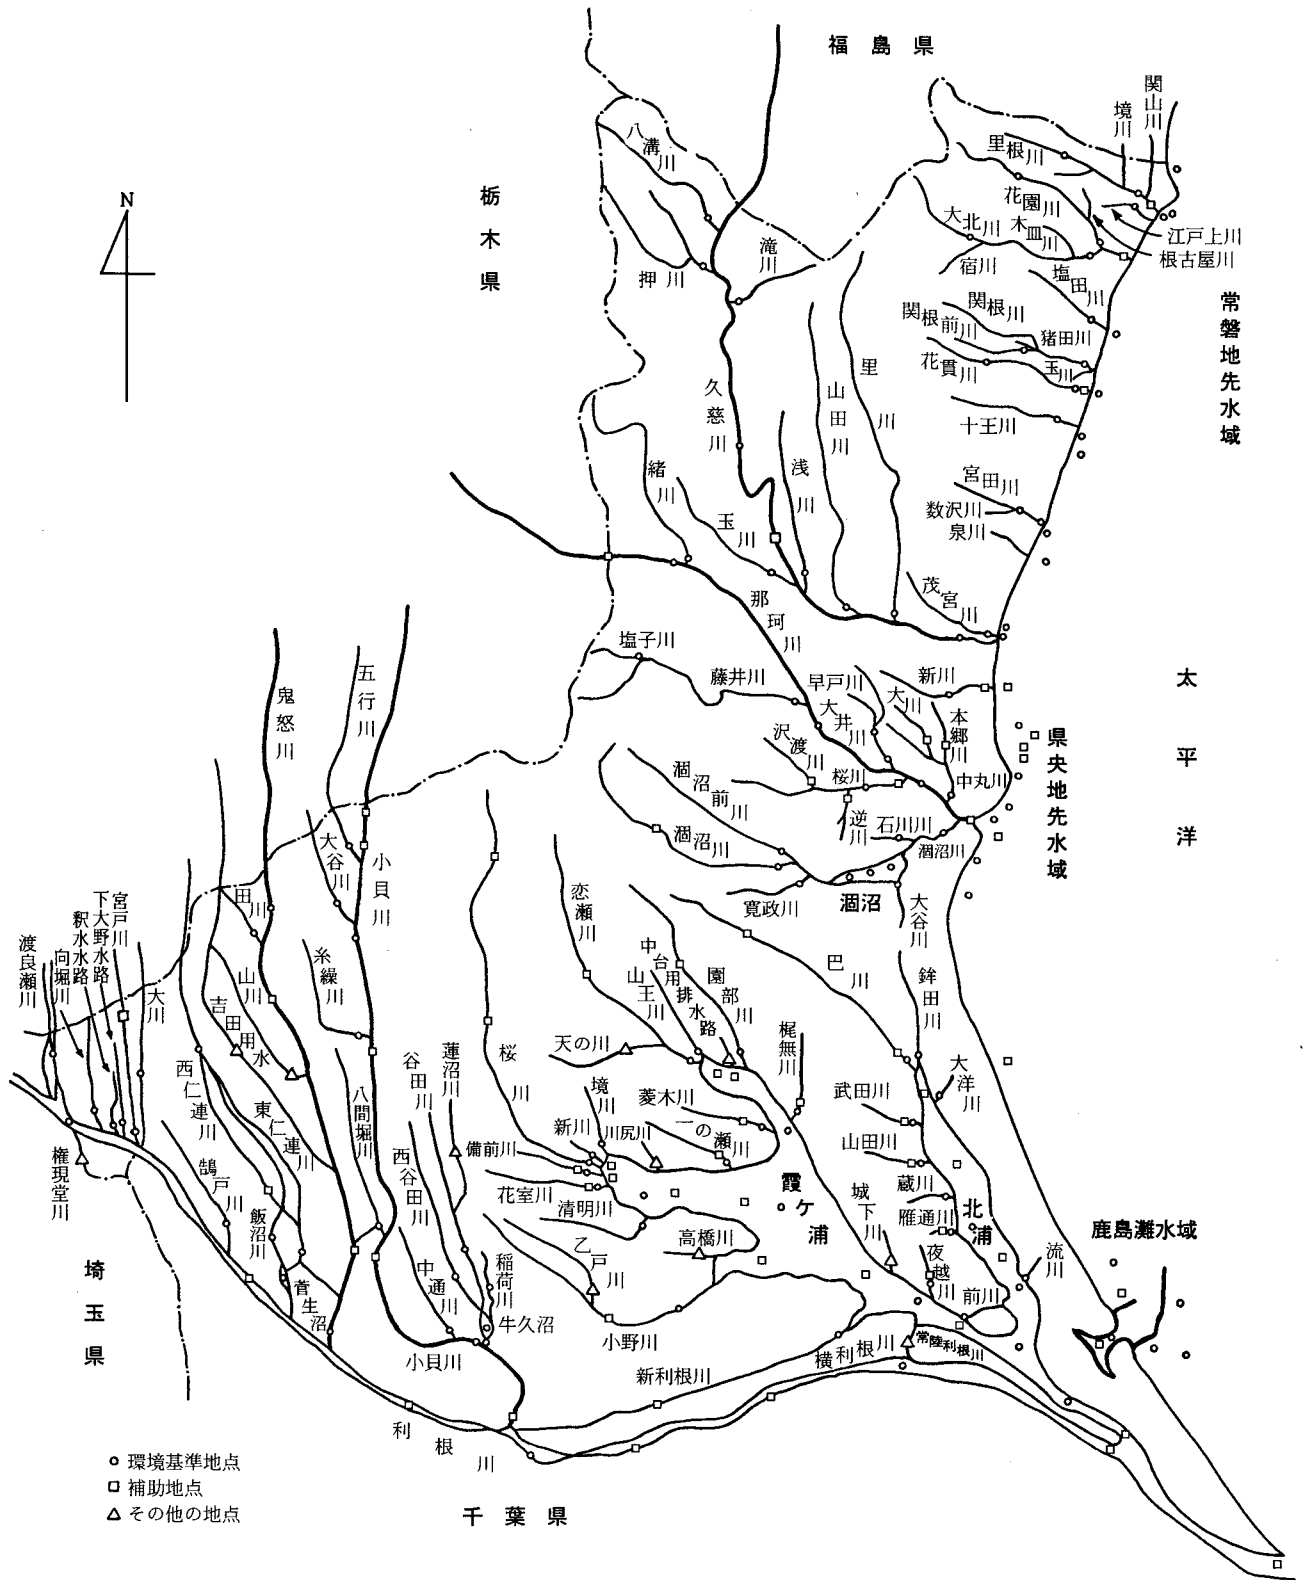 福島県
関山川
境川
里根川
八溝川
N
栃木県
花園川
大北川
木皿川
江戸上川
根古屋川
滝川
宿川
押川
塩田川
常磐地先水域
関根川
関根前川
猪田川
花貫川
玉川
里川
久慈川
山田川
十王川
浅川
緒川
宮田川
玉川
数沢川
泉川
茂宮川
那珂川
塩子川
藤井川
早戸川
新川
大川
太平洋
鬼怒川
五行川
大井川
本郷川
沢渡川
県央地先水域
涸沼前川
桜川
中丸川
逆川
石川川
涸沼川
涸沼川
大谷川
小貝川
寛政川
涸沼
恋瀬川
大谷川
田川
宮戸川
下大野水路
釈水水路
向堀川
渡良瀬川
大川
糸繰川
山川
吉田用水
中台用排水路
山王川
園部川
巴川
鉾田川
桜川
天の川
梶無川
蓮沼川
谷田川
西仁連川
東仁連川
八間堀川
境川
菱木川
武田川
大洋川
新川
川尻川
一の瀬川
備前川
山田川
西谷田川
権現堂川
鵠戸川
花室川
霞ヶ浦
蔵川
清明川
城下川
雁通川
北浦
飯沼川
高橋川
乙戸川
鹿島灘水域
夜越川
流川
稲荷川
中通川
埼玉県
菅生沼
前川
牛久沼
小野川
小貝川
横利根川
常陸利根川
新利根川
利根川
環境基準地点
補助地点
その他の地点
千葉県